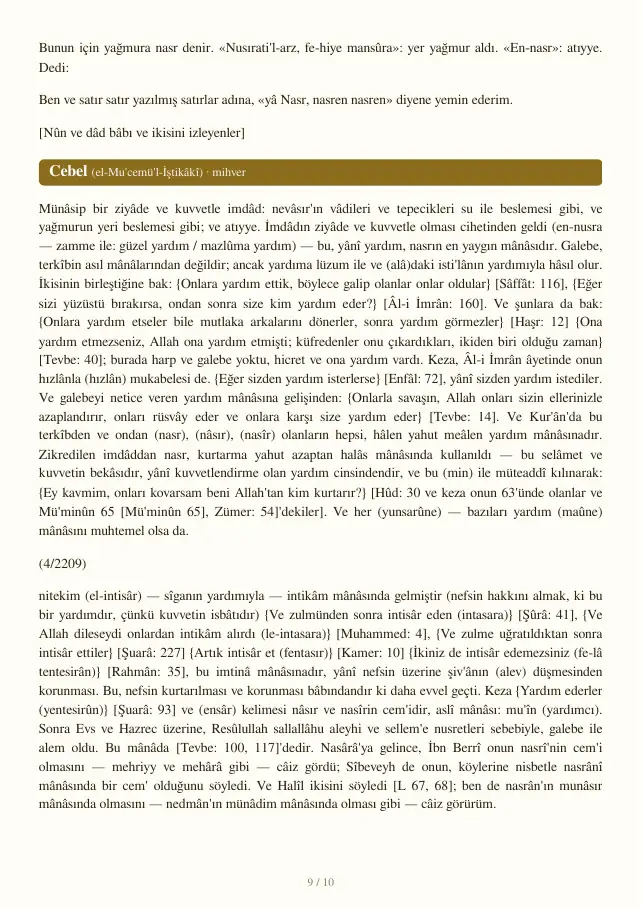 Bunun için yağmura nasr denir. «Nusırati'l-arz, fe-hiye mansûra»: yer yağmur aldı. «En-nasr»: atıyye.
Dedi:
Ben ve satır satır yazılmış satırlar adına, «yâ Nasr, nasren nasren» diyene yemin ederim.
[Nûn ve dâd bâbı ve ikisini izleyenler]
Cebel (el-Mu'cemü'l-İştikâkî) · mihver
Münâsip bir ziyâde ve kuvvetle imdâd: nevâsır'ın vâdileri ve tepecikleri su ile beslemesi gibi, ve
yağmurun yeri beslemesi gibi; ve atıyye. İmdâdın ziyâde ve kuvvetle olması cihetinden geldi (en-nusra
— zamme ile: güzel yardım / mazlûma yardım) — bu, yânî yardım, nasrın en yaygın mânâsıdır. Galebe,
terkîbin asıl mânâlarından değildir; ancak yardıma lüzum ile ve (alâ)daki isti'lânın yardımıyla hâsıl olur.
İkisinin birleştiğine bak: {Onlara yardım ettik, böylece galip olanlar onlar oldular} [Sâffât: 116], {Eğer
sizi yüzüstü bırakırsa, ondan sonra size kim yardım eder?} [Âl-i İmrân: 160]. Ve şunlara da bak:
{Onlara yardım etseler bile mutlaka arkalarını dönerler, sonra yardım görmezler} [Haşr: 12] {Ona
yardım etmezseniz, Allah ona yardım etmişti; küfredenler onu çıkardıkları, ikiden biri olduğu zaman}
[Tevbe: 40]; burada harp ve galebe yoktu, hicret ve ona yardım vardı. Keza, Âl-i İmrân âyetinde onun
hızlânla (hızlân) mukabelesi de. {Eğer sizden yardım isterlerse} [Enfâl: 72], yânî sizden yardım istediler.
Ve galebeyi netice veren yardım mânâsına gelişinden: {Onlarla savaşın, Allah onları sizin ellerinizle
azaplandırır, onları rüsvây eder ve onlara karşı size yardım eder} [Tevbe: 14]. Ve Kur'ân'da bu
terkîbden ve ondan (nasr), (nâsır), (nasîr) olanların hepsi, hâlen yahut meâlen yardım mânâsınadır.
Zikredilen imdâddan nasr, kurtarma yahut azaptan halâs mânâsında kullanıldı — bu selâmet ve
kuvvetin bekâsıdır, yânî kuvvetlendirme olan yardım cinsindendir, ve bu (min) ile müteaddî kılınarak:
{Ey kavmim, onları kovarsam beni Allah'tan kim kurtarır?} [Hûd: 30 ve keza onun 63'ünde olanlar ve
Mü'minûn 65 [Mü'minûn 65], Zümer: 54]'dekiler]. Ve her (yunsarûne) — bazıları yardım (maûne)
mânâsını muhtemel olsa da.
(4/2209)
nitekim (el-intisâr) — sîganın yardımıyla — intikâm mânâsında gelmiştir (nefsin hakkını almak, ki bu
bir yardımdır, çünkü kuvvetin isbâtıdır) {Ve zulmünden sonra intisâr eden (intasara)} [Şûrâ: 41], {Ve
Allah dileseydi onlardan intikâm alırdı (le-intasara)} [Muhammed: 4], {Ve zulme uğratıldıktan sonra
intisâr ettiler} [Şuarâ: 227] {Artık intisâr et (fentasır)} [Kamer: 10] {İkiniz de intisâr edemezsiniz (fe-lâ
tentesirân)} [Rahmân: 35], bu imtinâ mânâsınadır, yânî nefsin üzerine şiv'ânın (alev) düşmesinden
korunması. Bu, nefsin kurtarılması ve korunması bâbındandır ki daha evvel geçti. Keza {Yardım ederler
(yentesirûn)} [Şuarâ: 93] ve (ensâr) kelimesi nâsır ve nasîrin cem'idir, aslî mânâsı: mu'în (yardımcı).
Sonra Evs ve Hazrec üzerine, Resûlullah sallallâhu aleyhi ve sellem'e nusretleri sebebiyle, galebe ile
alem oldu. Bu mânâda [Tevbe: 100, 117]'dedir. Nasârâ'ya gelince, İbn Berrî onun nasrî'nin cem'i
olmasını — mehriyy ve mehârâ gibi — câiz gördü; Sîbeveyh de onun, köylerine nisbetle nasrânî
mânâsında bir cem' olduğunu söyledi. Ve Halîl ikisini söyledi [L 67, 68]; ben de nasrân'ın munâsır
mânâsında olmasını — nedmân'ın münâdim mânâsında olması gibi — câiz görürüm.
9 / 10